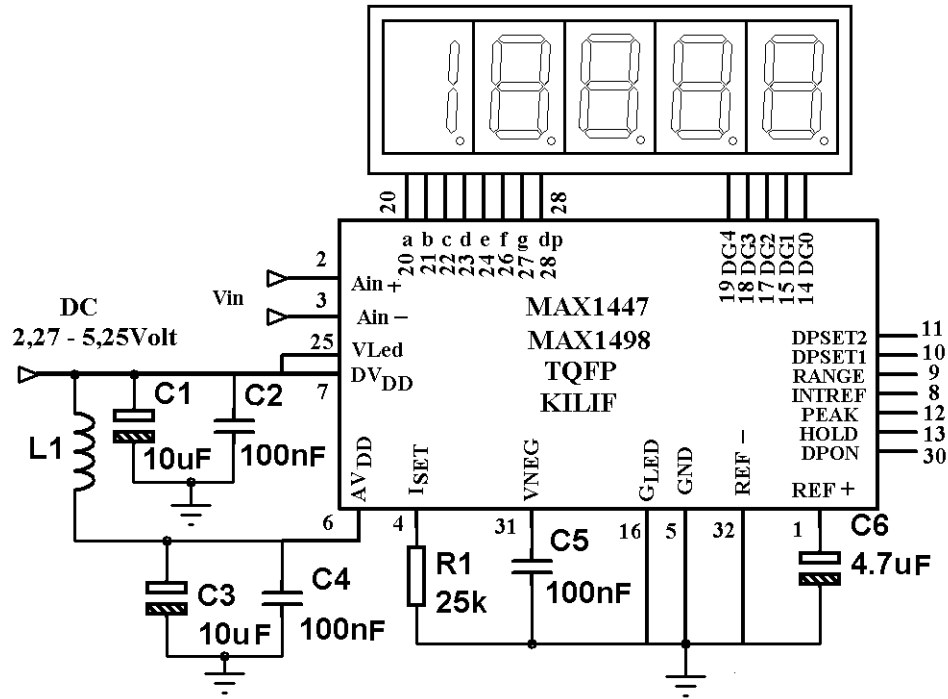 20
28
a b c d e f g dp
20 21 22 23 24 26 27 28
19 DG4
18 DG3
17 DG2
15 DG1
14 DG0
2
Ain +
Vin
3
Ain −
DC
2,27 - 5,25Volt
25
VLed
7
DVDD
MAX1447
MAX1498
TQFP
KILIF
DPSET2 11
DPSET1 10
RANGE 9
INTREF 8
PEAK 12
HOLD 13
DPON 30
C1
10uF
C2
100nF
L1
AVDD
ISET
VNEG
GLED
GND
REF −
REF +
6
4
31
16
5
32
1
C3
10uF
C4
100nF
R1
25k
C5
100nF
C6
4.7uF